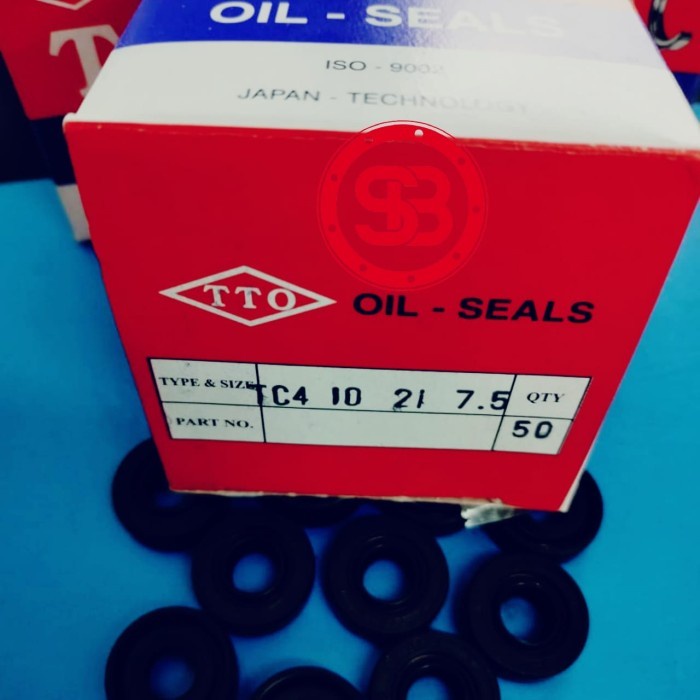 OIL - SEALS
ISO - 9002
JAPAN - TECHNOLOGY
SB
TTO
OIL - SEALS
TYPE & SIZE TC4 10 21 7.5 QTY
PART NO. 50